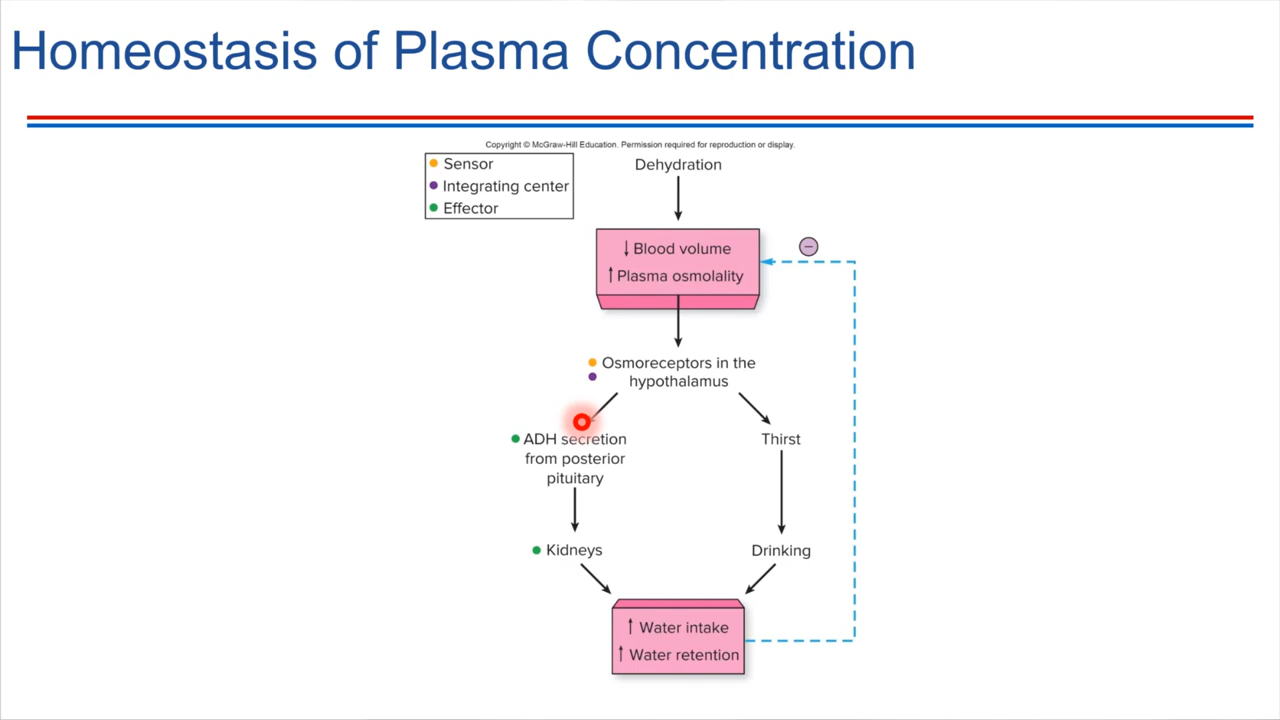 Homeostasis of Plasma Concentration
Copyright © McGraw-Hill Education. Permission required for reproduction or display.
Sensor
Integrating center
Effector
Dehydration
↓ Blood volume
↑ Plasma osmolality
−
Osmoreceptors in the
hypothalamus
ADH secretion
from posterior
pituitary
Thirst
Kidneys
Drinking
↑ Water intake
↑ Water retention